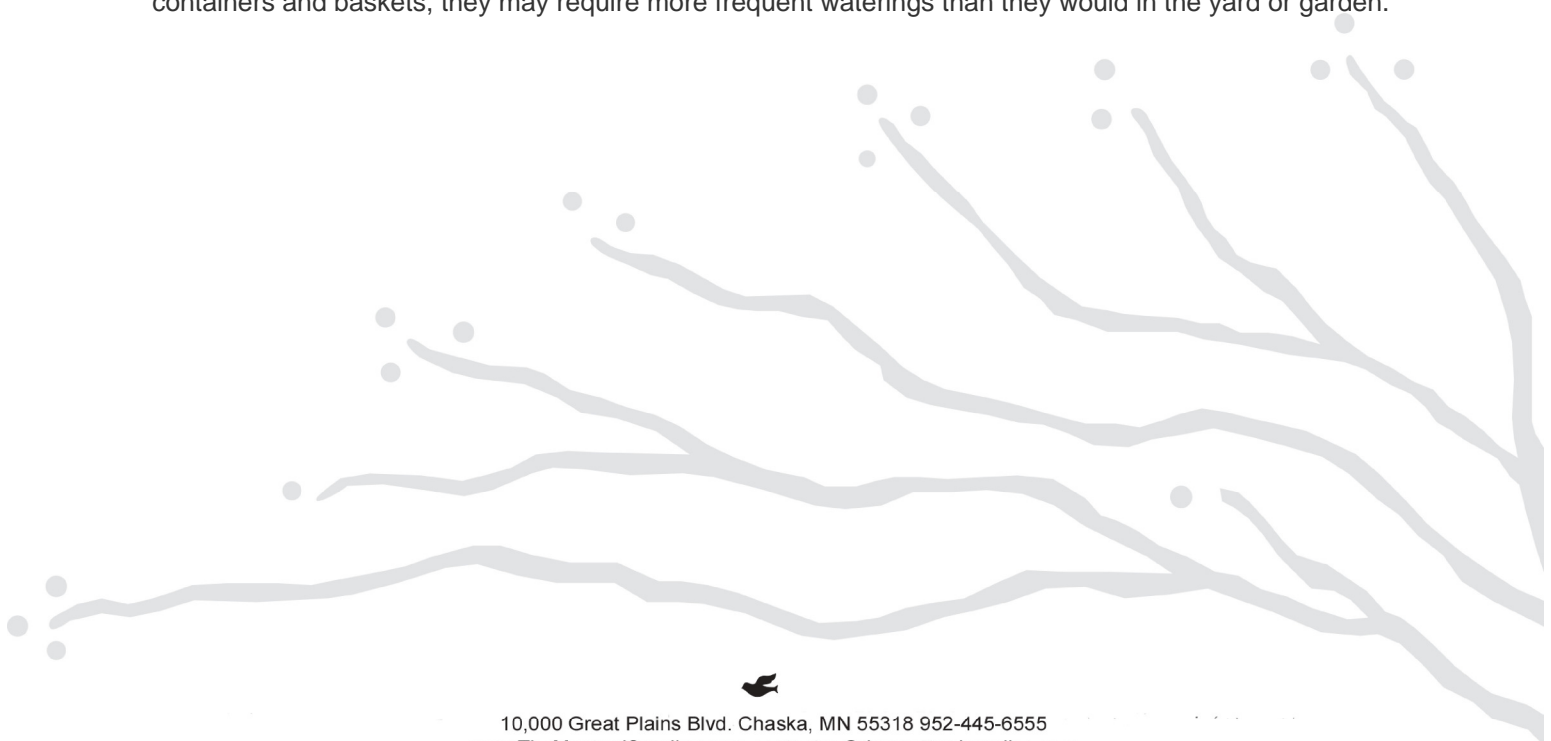 containers and baskets, they may require more frequent waterings than they would in the yard or garden.
10,000 Great Plains Blvd. Chaska, MN 55318 952-445-6555